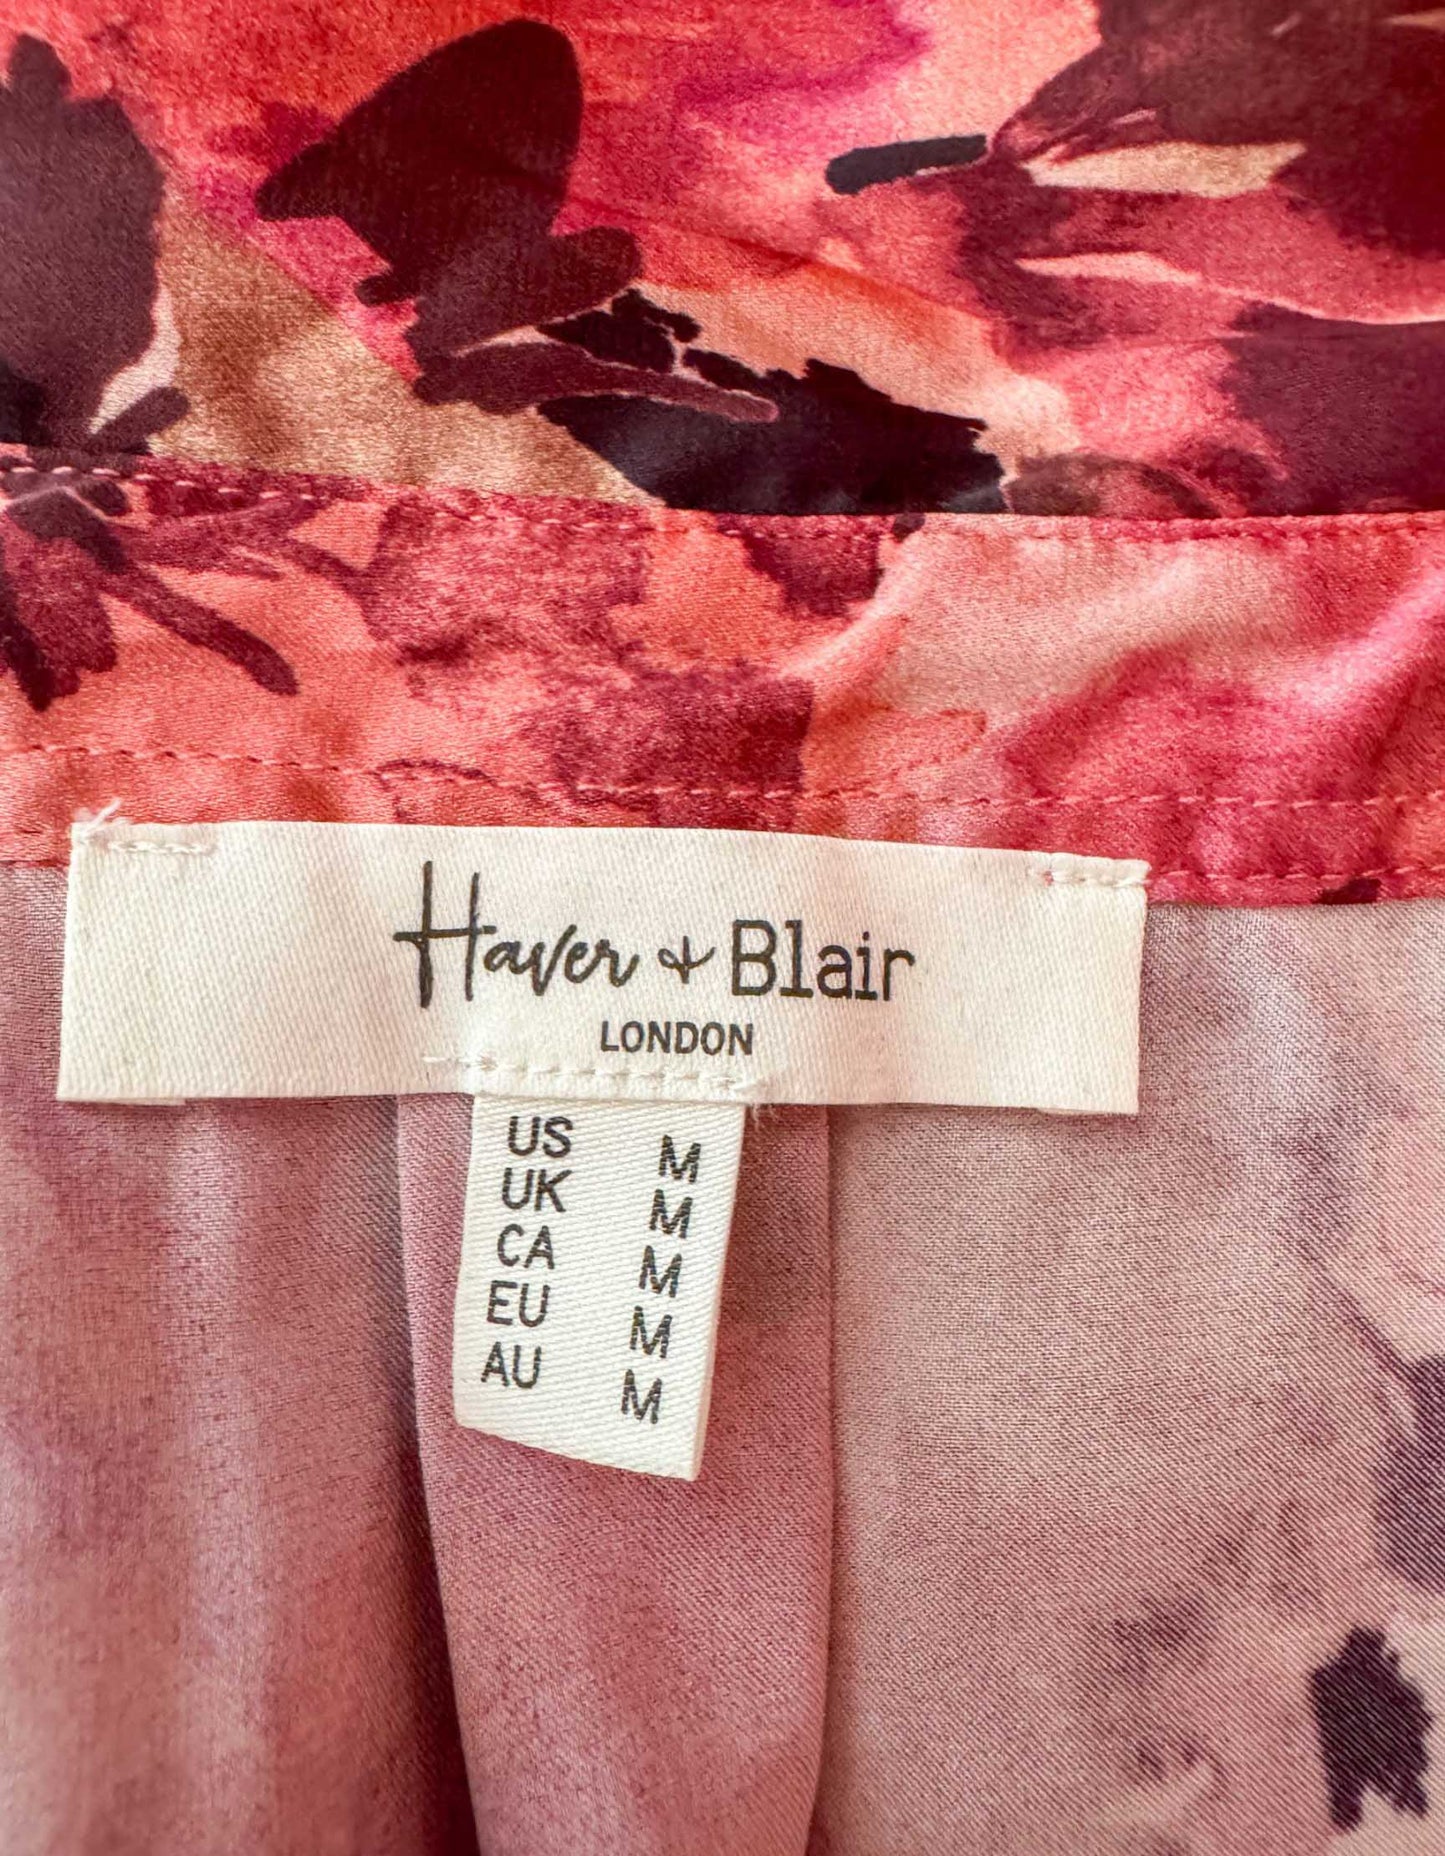 Haver & Blair
LONDON
US M
UK M
CA M
EU M
AU M